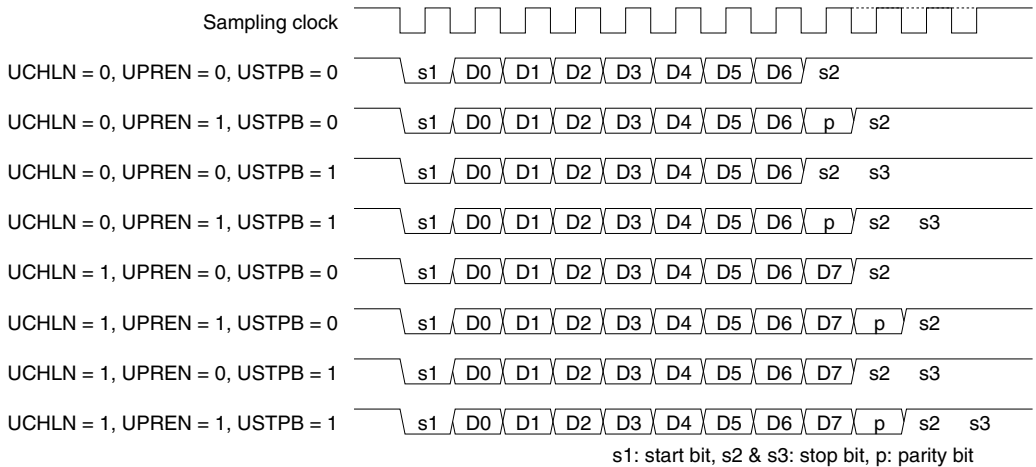 Sampling clock
UCHLN = 0, UPREN = 0, USTPB = 0 s1 D0 D1 D2 D3 D4 D5 D6 s2
UCHLN = 0, UPREN = 1, USTPB = 0 s1 D0 D1 D2 D3 D4 D5 D6 p s2
UCHLN = 0, UPREN = 0, USTPB = 1 s1 D0 D1 D2 D3 D4 D5 D6 s2 s3
UCHLN = 0, UPREN = 1, USTPB = 1 s1 D0 D1 D2 D3 D4 D5 D6 p s2 s3
UCHLN = 1, UPREN = 0, USTPB = 0 s1 D0 D1 D2 D3 D4 D5 D6 D7 s2
UCHLN = 1, UPREN = 1, USTPB = 0 s1 D0 D1 D2 D3 D4 D5 D6 D7 p s2
UCHLN = 1, UPREN = 0, USTPB = 1 s1 D0 D1 D2 D3 D4 D5 D6 D7 s2 s3
UCHLN = 1, UPREN = 1, USTPB = 1 s1 D0 D1 D2 D3 D4 D5 D6 D7 p s2 s3
s1: start bit, s2 & s3: stop bit, p: parity bit